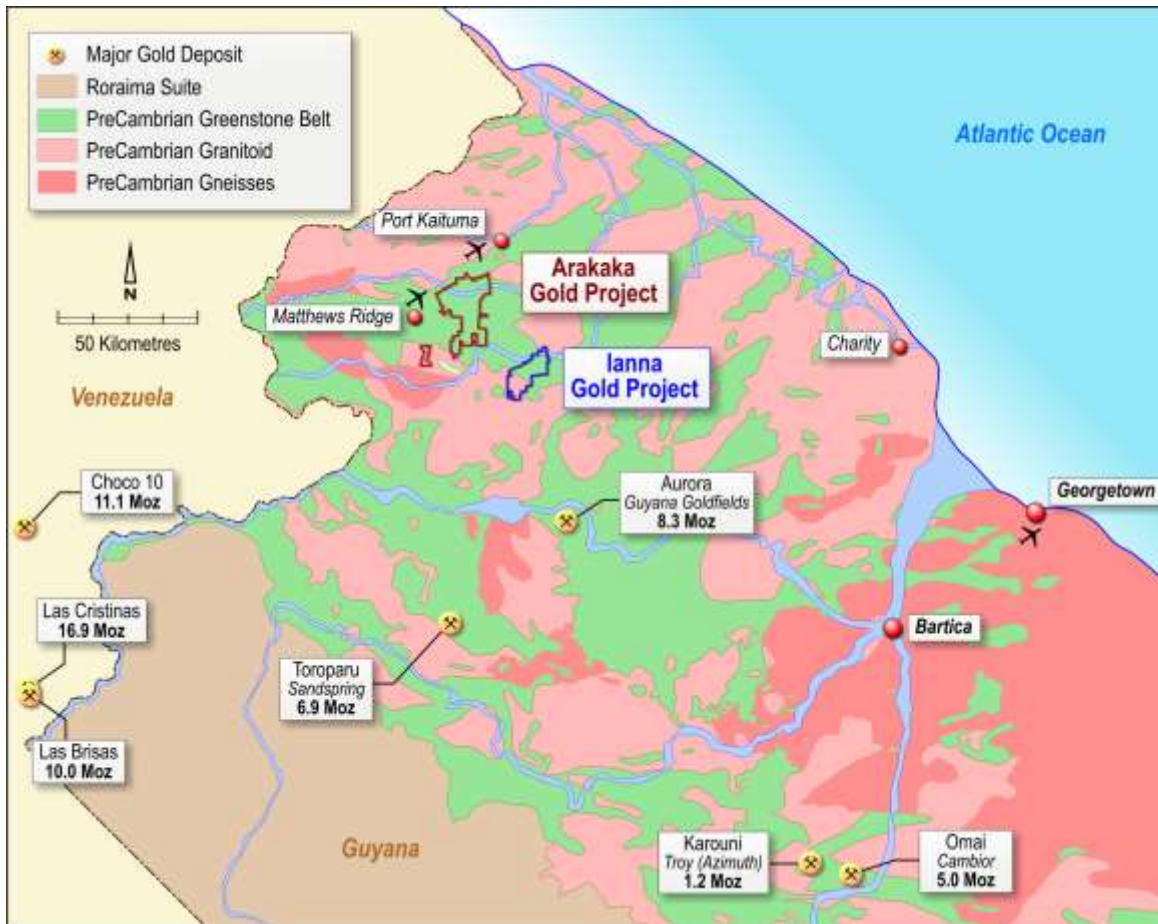 Major Gold Deposit
Roraima Suite
PreCambrian Greenstone Belt
PreCambrian Granitoid
PreCambrian Gneisses
Atlantic Ocean
N
50 Kilometres
Port Kaituma
Arakaka
Gold Project
Matthews Ridge
Ianna
Gold Project
Charity
Venezuela
Choco 10
11.1 Moz
Aurora
Guyana Goldfields
8.3 Moz
Georgetown
Las Cristinas
16.9 Moz
Bartica
Toroparu
Sandspring
6.9 Moz
Las Brisas
10.0 Moz
Guyana
Karouni
Troy (Azimuth)
1.2 Moz
Omai
Cambior
5.0 Moz